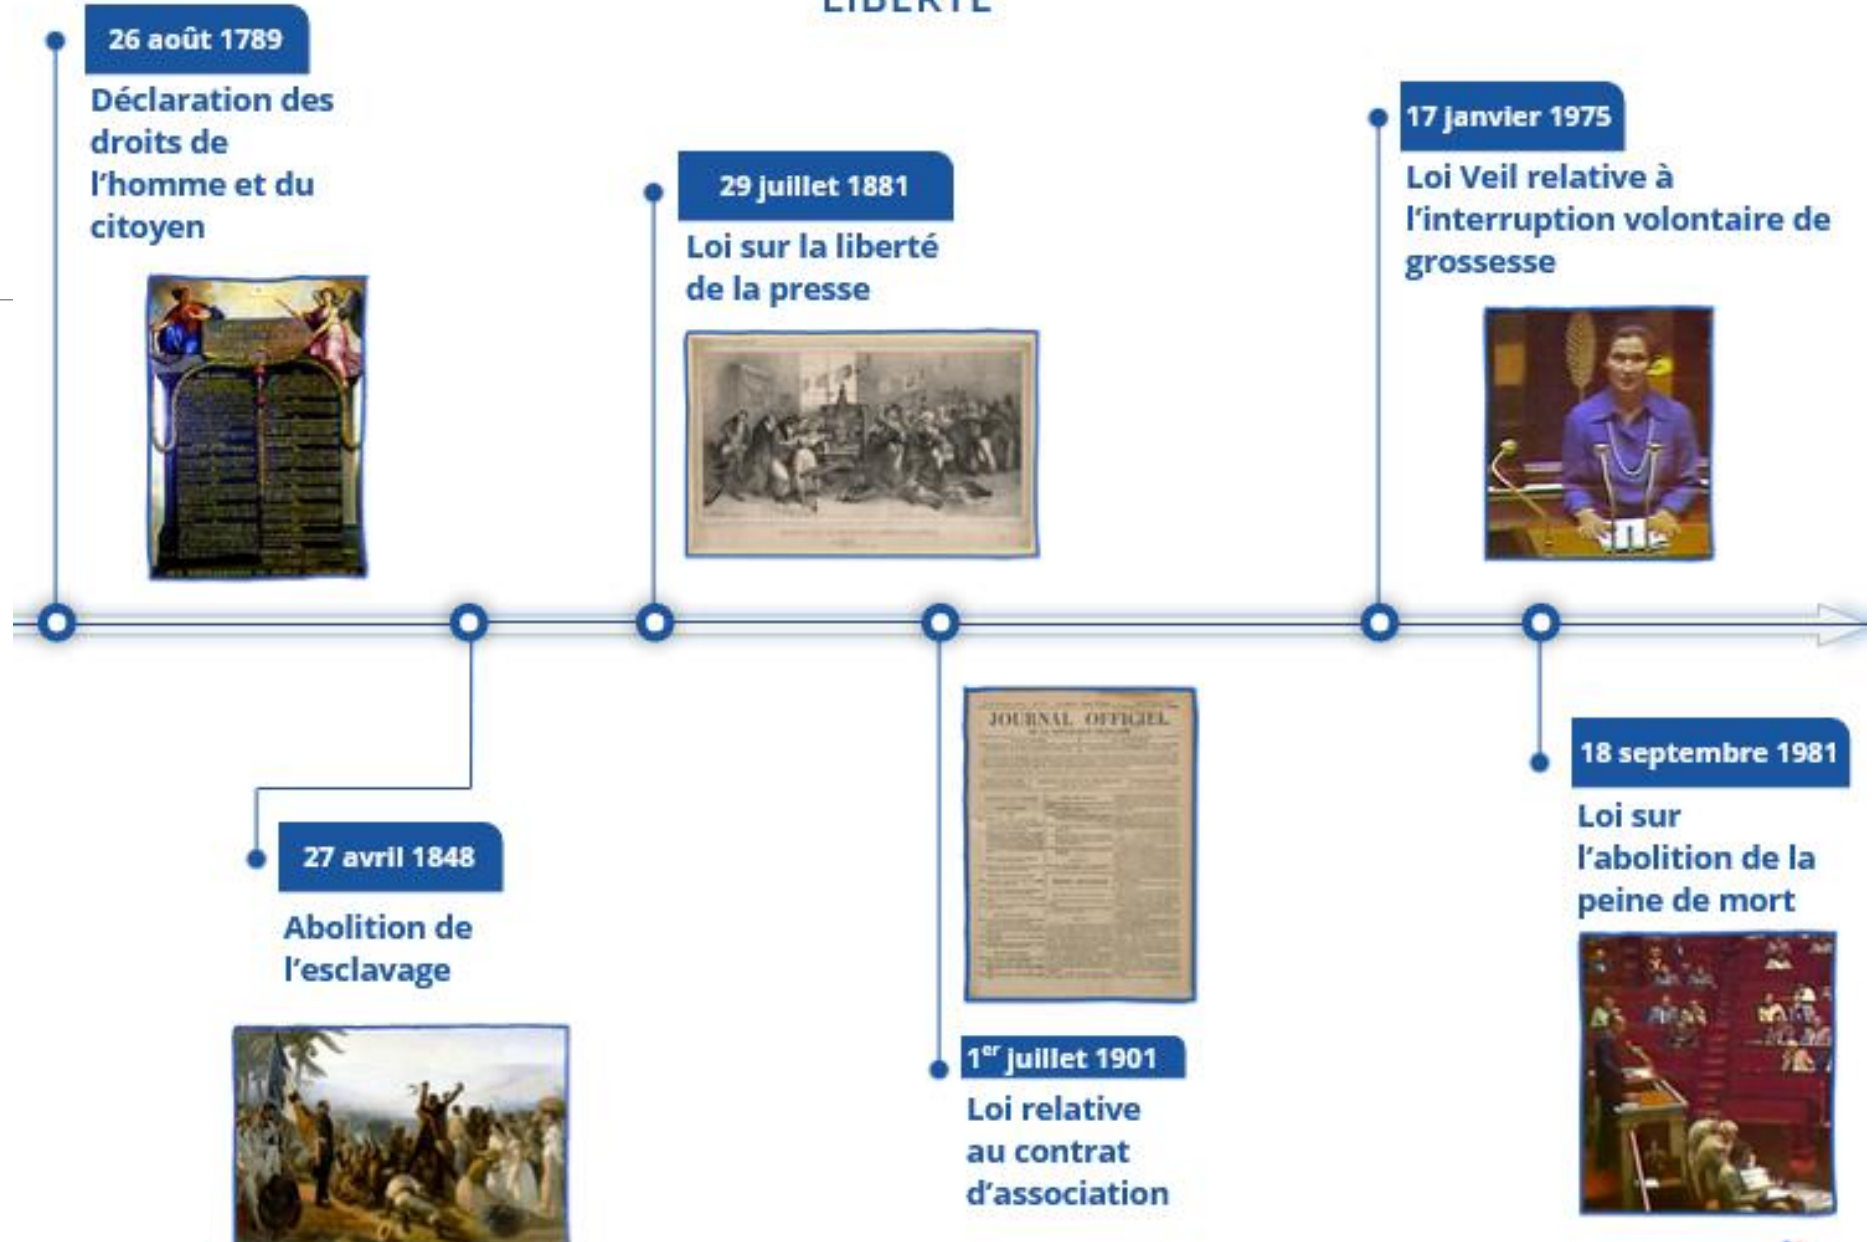 LIBERTÉ
26 août 1789
Déclaration des
droits de
l’homme et du
citoyen
29 juillet 1881
Loi sur la liberté
de la presse
17 janvier 1975
Loi Veil relative à
l’interruption volontaire de
grossesse
27 avril 1848
Abolition de
l’esclavage
JOURNAL OFFICIEL
1er juillet 1901
Loi relative
au contrat
d’association
18 septembre 1981
Loi sur
l’abolition de la
peine de mort